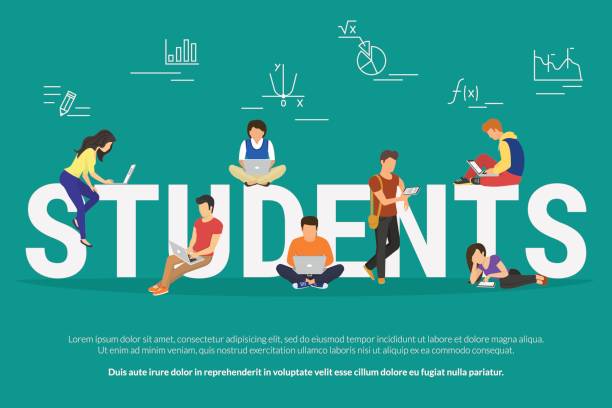 √x
y
0
x
f(x)
STUDENTS
Lorem ipsum dolor sit amet, consectetur adipiscing elit, sed do eiusmod tempor incididunt ut labore et dolore magna aliqua.
Ut enim ad minim veniam, quis nostrud exercitation ullamco laboris nisi ut aliquip ex ea commodo consequat.
Duis aute irure dolor in reprehenderit in voluptate velit esse cillum dolore eu fugiat nulla pariatur.